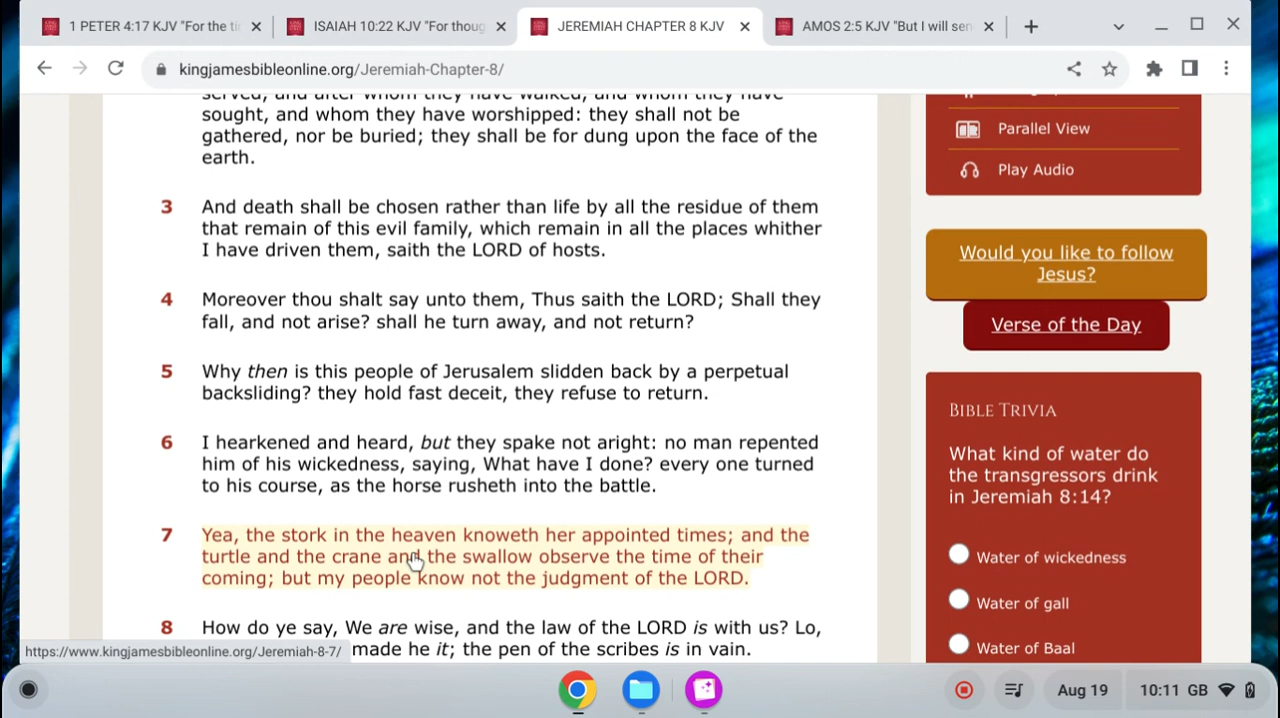 1 PETER 4:17 KJV "For the ti
ISAIAH 10:22 KJV "For thoug
JEREMIAH CHAPTER 8 KJV
AMOS 2:5 KJV "But I will sen
kingjamesbibleonline.org/Jeremiah-Chapter-8/
served, and after whom they have walked, and whom they have
sought, and whom they have worshipped: they shall not be
gathered, nor be buried; they shall be for dung upon the face of the
earth.
3 And death shall be chosen rather than life by all the residue of them
that remain of this evil family, which remain in all the places whither
I have driven them, saith the LORD of hosts.
4 Moreover thou shalt say unto them, Thus saith the LORD; Shall they
fall, and not arise? shall he turn away, and not return?
5 Why then is this people of Jerusalem slidden back by a perpetual
backsliding? they hold fast deceit, they refuse to return.
6 I hearkened and heard, but they spake not aright: no man repented
him of his wickedness, saying, What have I done? every one turned
to his course, as the horse rusheth into the battle.
7 Yea, the stork in the heaven knoweth her appointed times; and the
turtle and the crane and the swallow observe the time of their
coming; but my people know not the judgment of the LORD.
8 How do ye say, We are wise, and the law of the LORD is with us? Lo,
made he it; the pen of the scribes is in vain.
https://www.kingjamesbibleonline.org/Jeremiah-8-7/
Parallel View
Play Audio
Would you like to follow
Jesus?
Verse of the Day
BIBLE TRIVIA
What kind of water do
the transgressors drink
in Jeremiah 8:14?
Water of wickedness
Water of gall
Water of Baal
Aug 19
10:11 GB